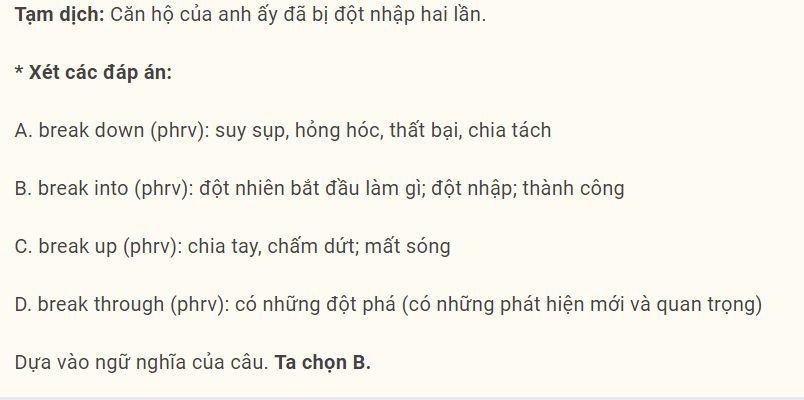 Tạm dịch: Căn hộ của anh ấy đã bị đột nhập hai lần.
* Xét các đáp án:
A. break down (phrv): suy sụp, hỏng hóc, thất bại, chia tách
B. break into (phrv): đột nhiên bắt đầu làm gì; đột nhập; thành công
C. break up (phrv): chia tay, chấm dứt; mất sóng
D. break through (phrv): có những đột phá (có những phát hiện mới và quan trọng)
Dựa vào ngữ nghĩa của câu. Ta chọn B.